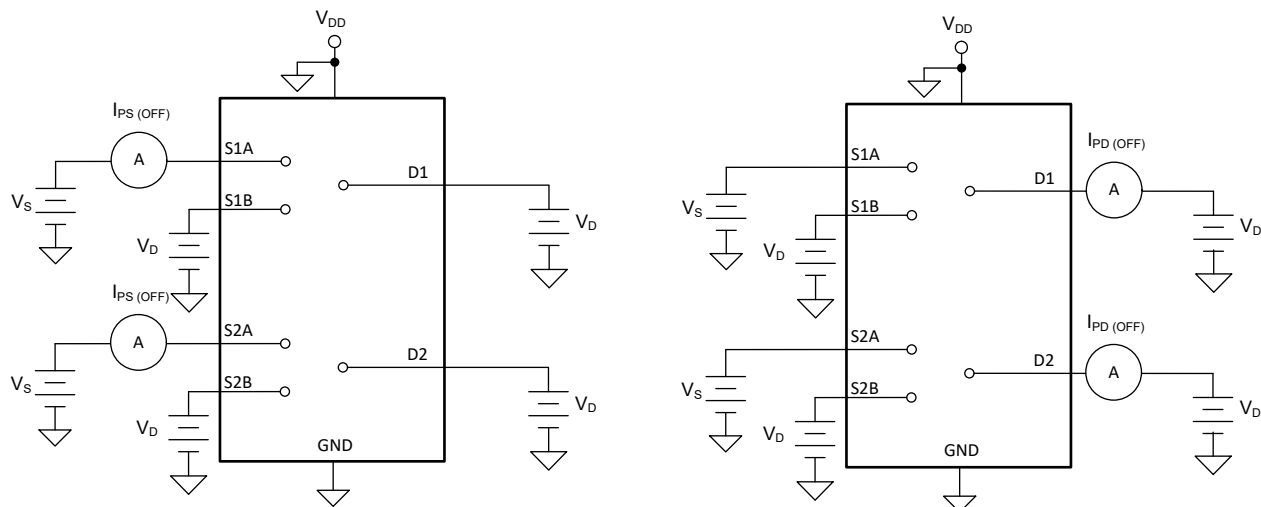 VDD
IPS (OFF)
A
S1A
VS
D1
S1B
VD
VD
IPS (OFF)
A
S2A
VS
D2
S2B
VD
VD
GND
VDD
IPD (OFF)
S1A
VS
D1
A
S1B
VD
VD
IPD (OFF)
S2A
VS
D2
A
S2B
VD
VD
GND